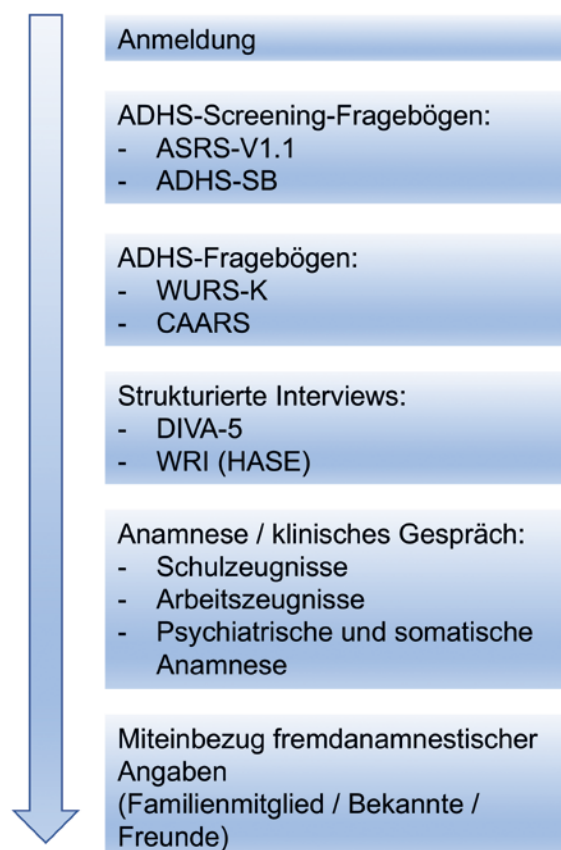 Anmeldung
ADHS-Screening-Fragebögen:
- ASRS-V1.1
- ADHS-SB
ADHS-Fragebögen:
- WURS-K
- CAARS
Strukturierte Interviews:
- DIVA-5
- WRI (HASE)
Anamnese / klinisches Gespräch:
- Schulzeugnisse
- Arbeitszeugnisse
- Psychiatrische und somatische
Anamnese
Miteinbezug fremdanamnestischer
Angaben
(Familienmitglied / Bekannte /
Freunde)